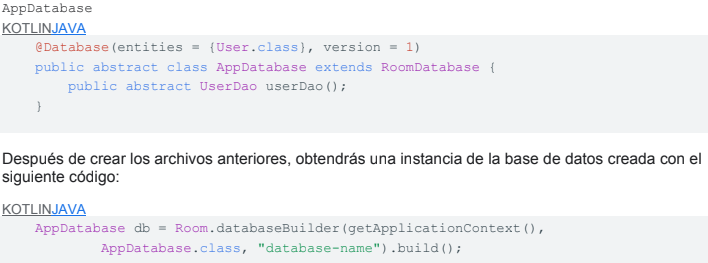 AppDatabase
KOTLINJAVA
@Database(entities = {User.class}, version = 1)
public abstract class AppDatabase extends RoomDatabase {
public abstract UserDao userDao();
}
Después de crear los archivos anteriores, obtendrás una instancia de la base de datos creada con el
siguiente código:
KOTLINJAVA
AppDatabase db = Room.databaseBuilder(getApplicationContext(),
AppDatabase.class, "database-name").build();